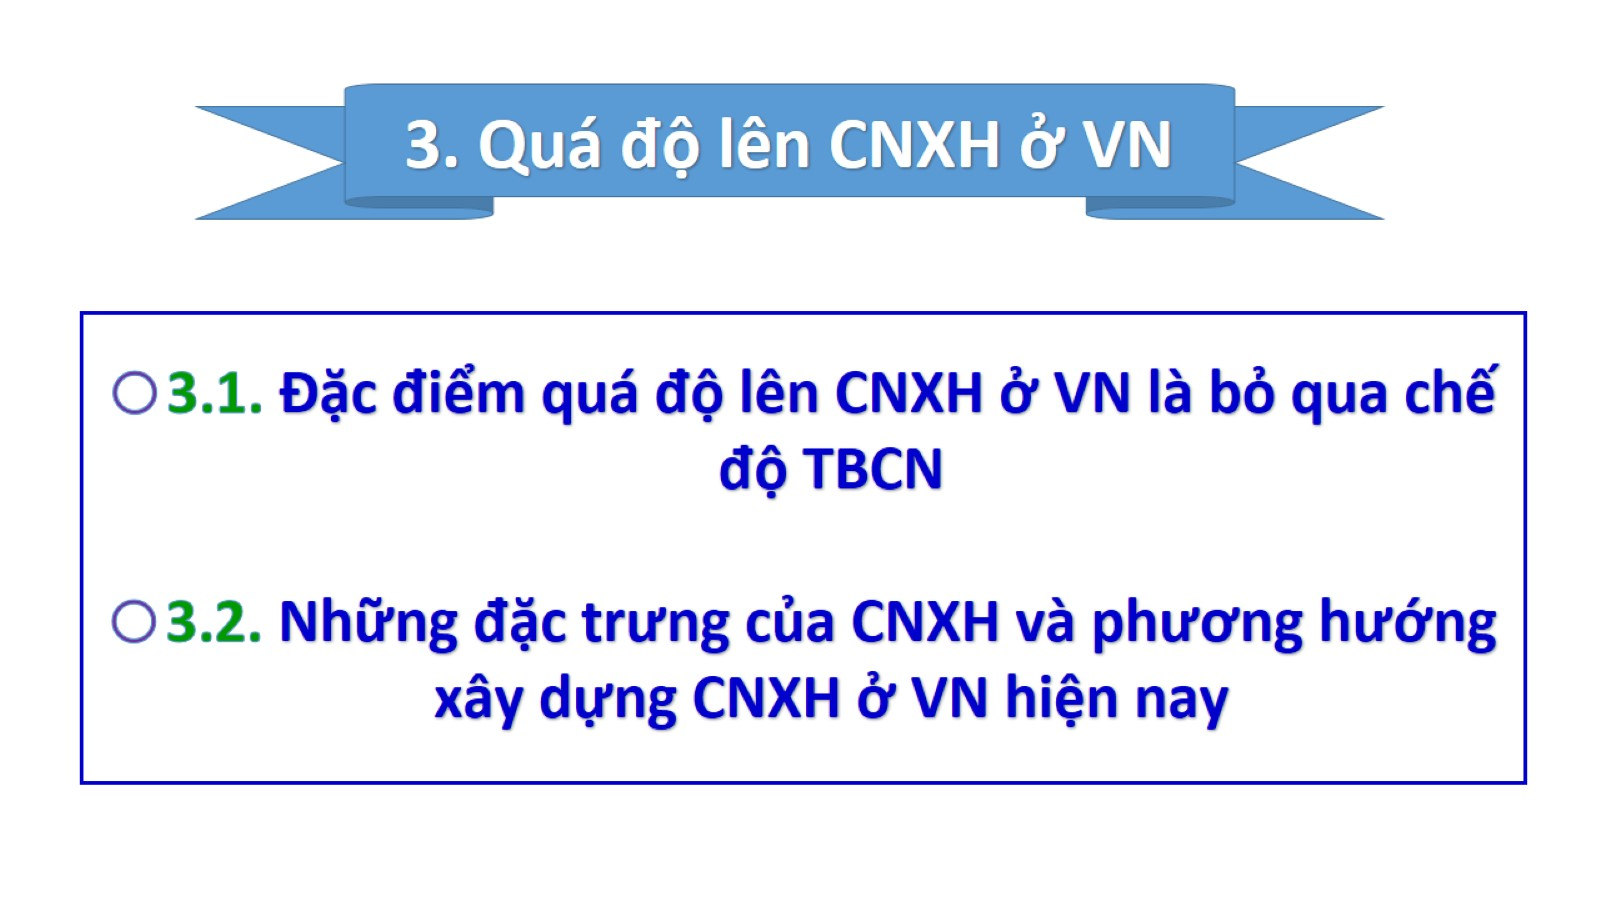 3. Quá độ lên CNXH ở VN
3.1. Đặc điểm quá độ lên CNXH ở VN là bỏ qua chế
độ TBCN
3.2. Những đặc trưng của CNXH và phương hướng
xây dựng CNXH ở VN hiện nay